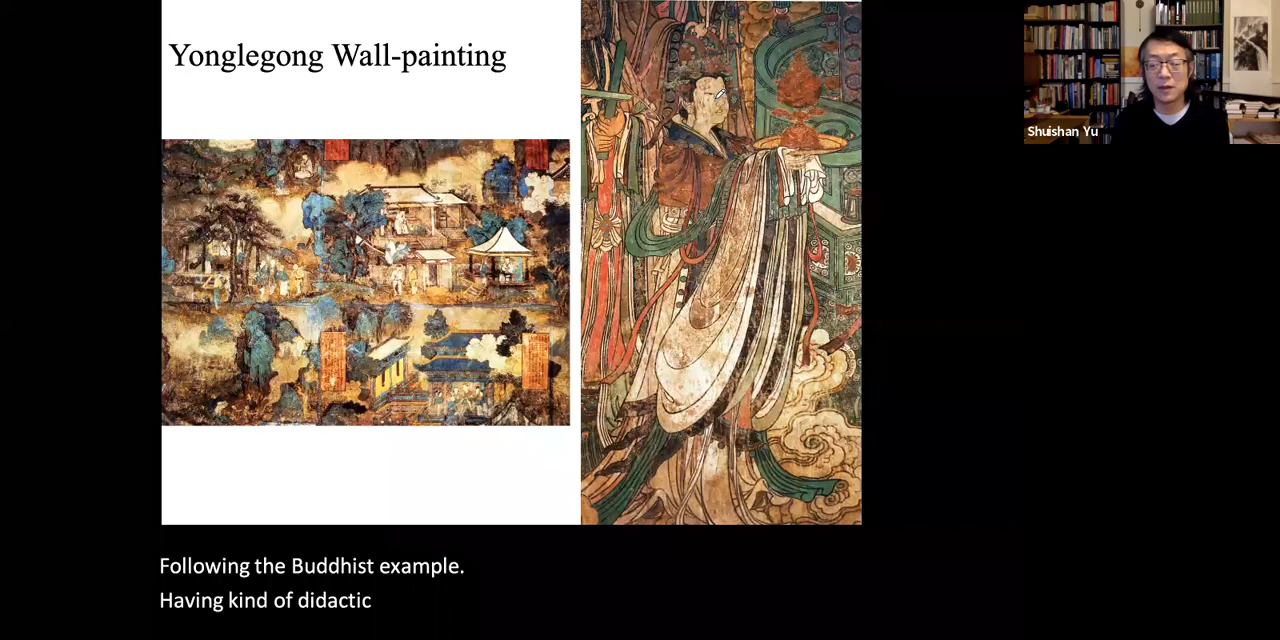 Yonglegong Wall-painting
Shuishan Yu
Following the Buddhist example.
Having kind of didactic